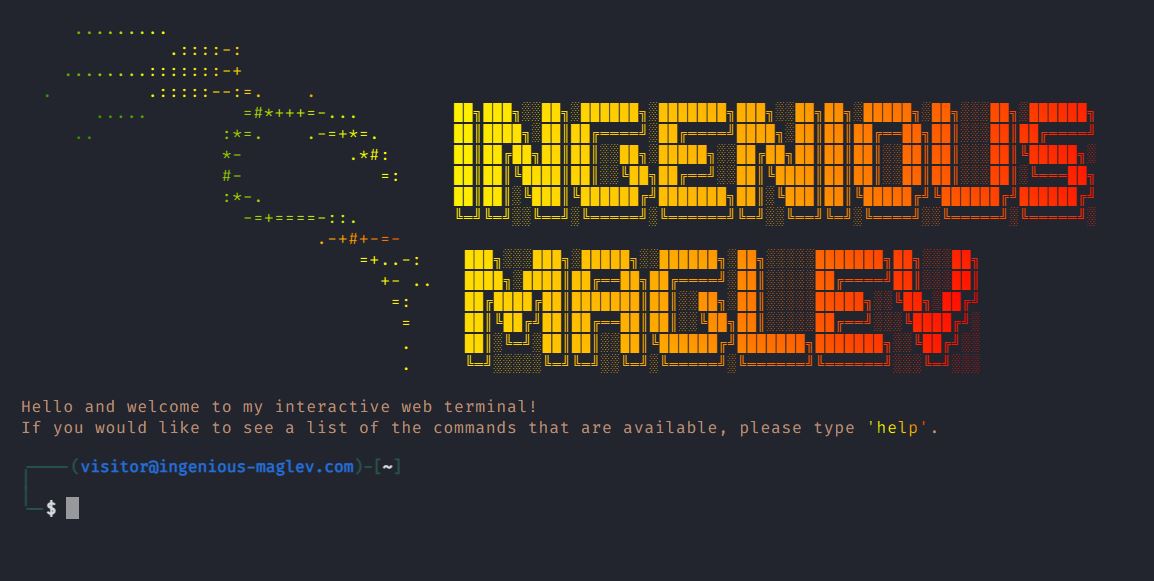 INGENIOUS
MAGLEV
Hello and welcome to my interactive web terminal!
If you would like to see a list of the commands that are available, please type 'help'.
(visitor@ingenious-maglev.com)-[~]
$